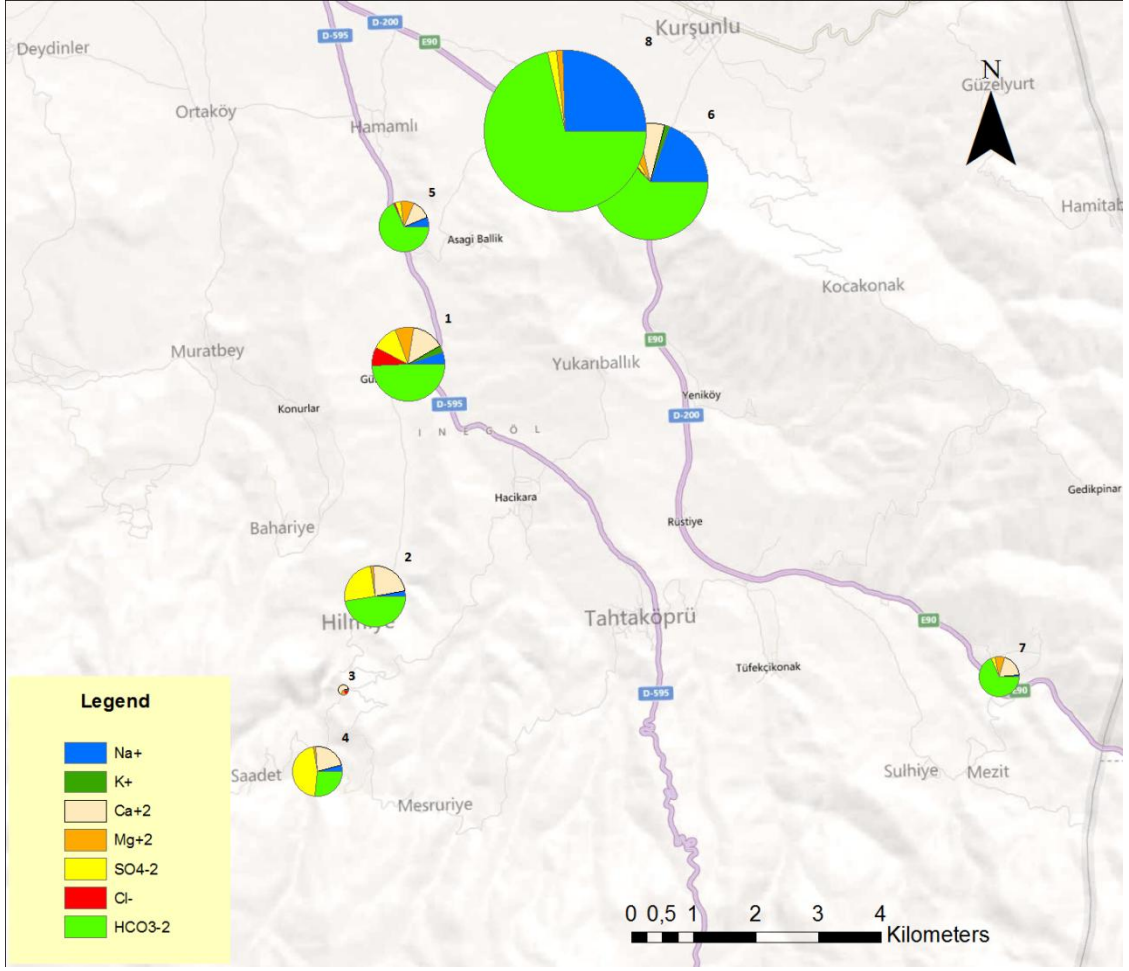 Deydinler
D-595
D-200
E90
Kurşunlu
8
N
Güzelyurt
Ortaköy
Hamamlı
6
5
Hamitab
Asagi Ballik
Kocakonak
1
Muratbey
E90
Yukarıballık
Gü
D-595
Konurlar
Yeniköy
D-200
I N E G Ö L
Hacikara
Gedikpinar
Bahariye
Rüstiye
2
Hilmiye
Tahtaköprü
E90
7
3
Tüfekçikonak
E90
D-595
4
Saadet
Mesruriye
Sulhiye
Mezit
Legend
Na+
K+
Ca+2
Mg+2
SO4-2
Cl-
HCO3-2
0 0,5 1 2 3 4
Kilometers